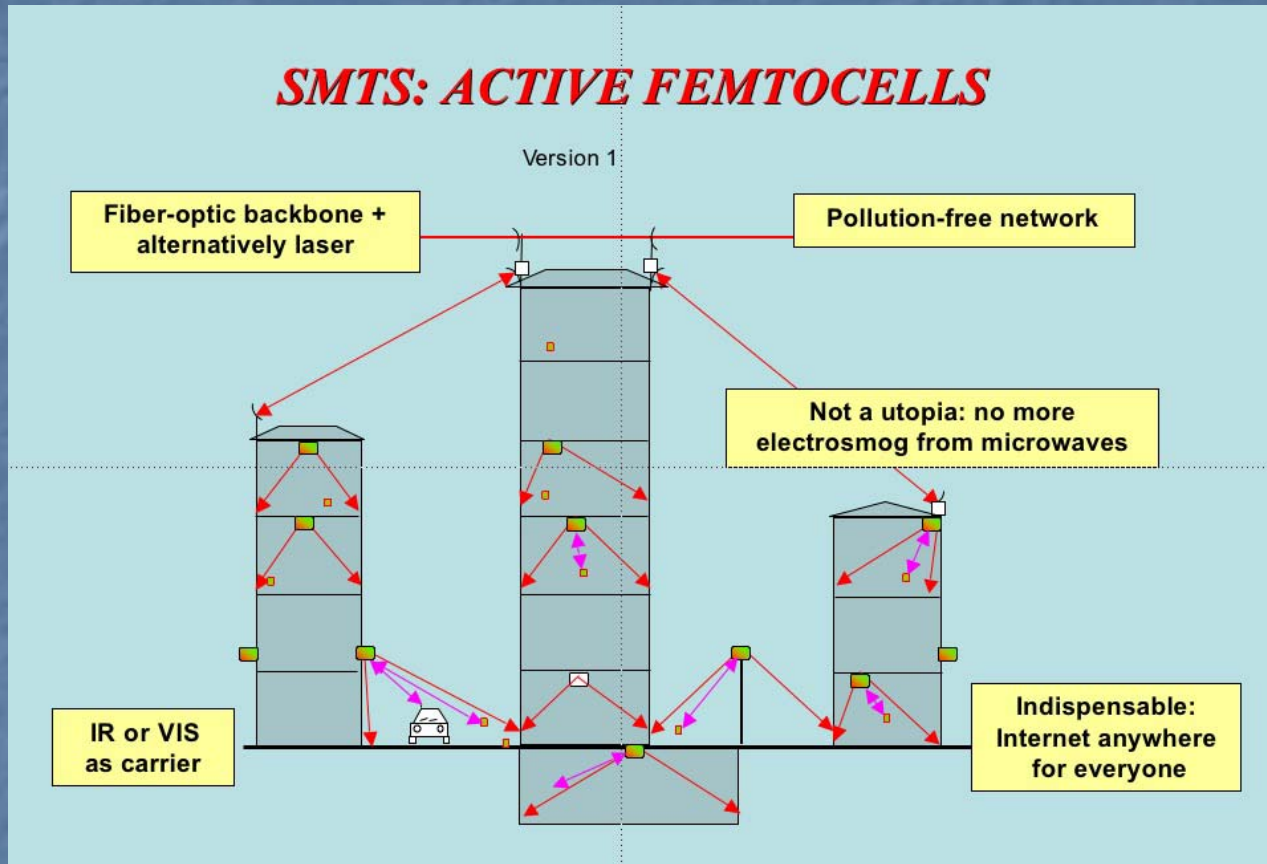 SMTS: ACTIVE FEMTOCELLS
Version 1
Fiber-optic backbone +
alternatively laser
Pollution-free network
Not a utopia: no more
electrosmog from microwaves
IR or VIS
as carrier
Indispensable:
Internet anywhere
for everyone